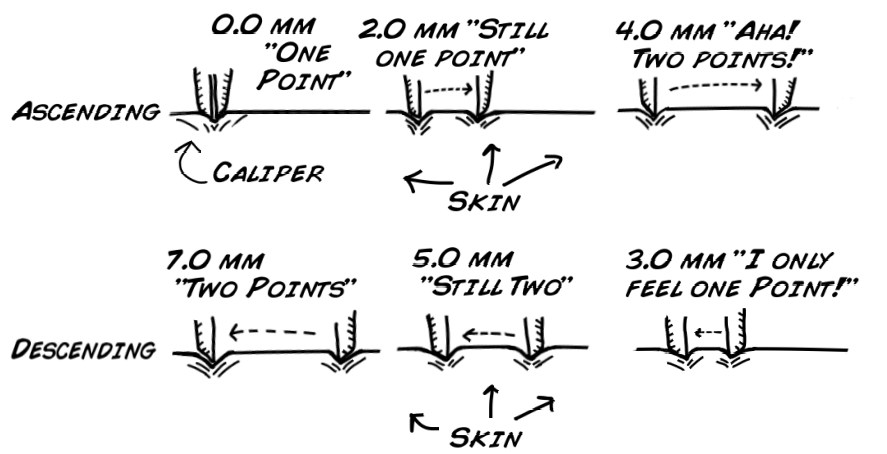 0.0 MM
"ONE
POINT"
2.0 MM "STILL
ONE POINT"
4.0 MM "AHA!
TWO POINTS!"
ASCENDING
CALIPER
SKIN
7.0 MM
"TWO POINTS"
5.0 MM
"STILL TWO"
3.0 MM "I ONLY
FEEL ONE POINT!"
DESCENDING
SKIN